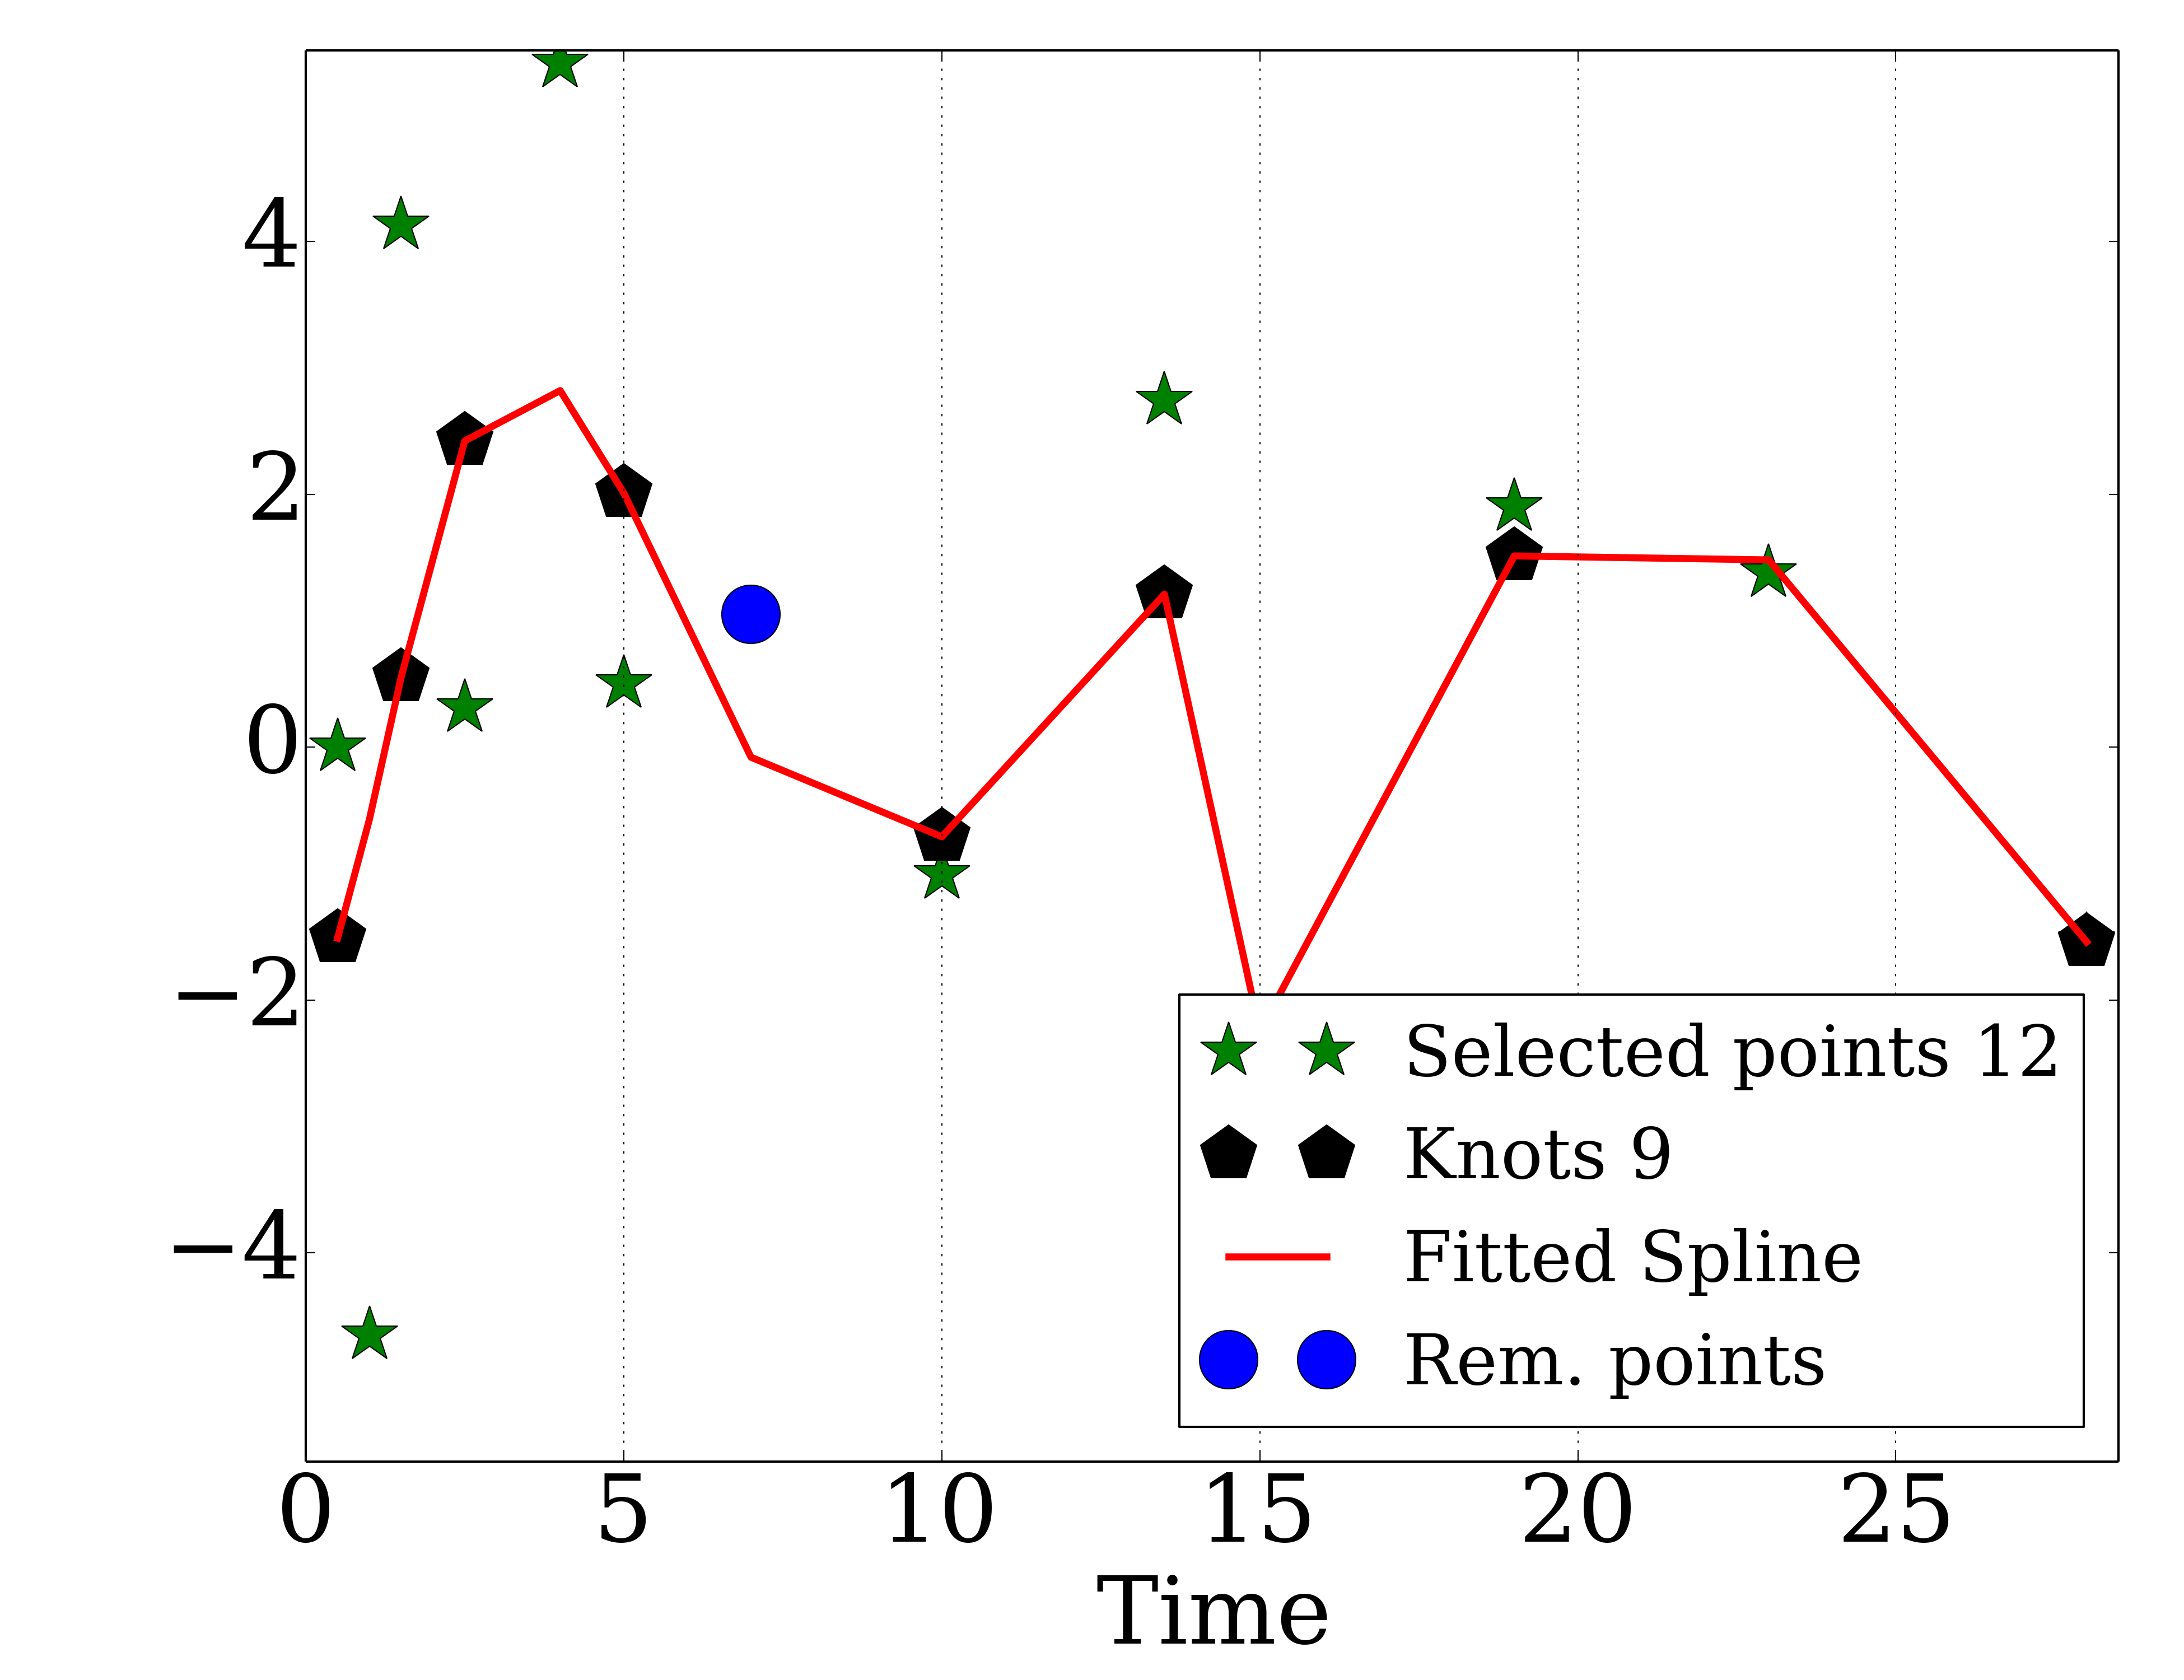 4
2
0
−2
−4
Selected points 12
Knots 9
Fitted Spline
Rem. points
0 5 10 15 20 25
Time